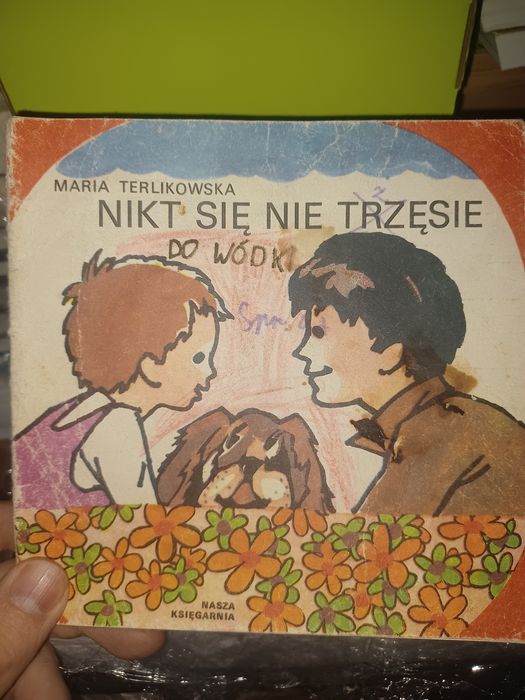 MARIA TERLIKOWSKA
NIKT SIĘ NIE TRZĘSIE
DO WÓDKI
NASZA
KSIĘGARNIA